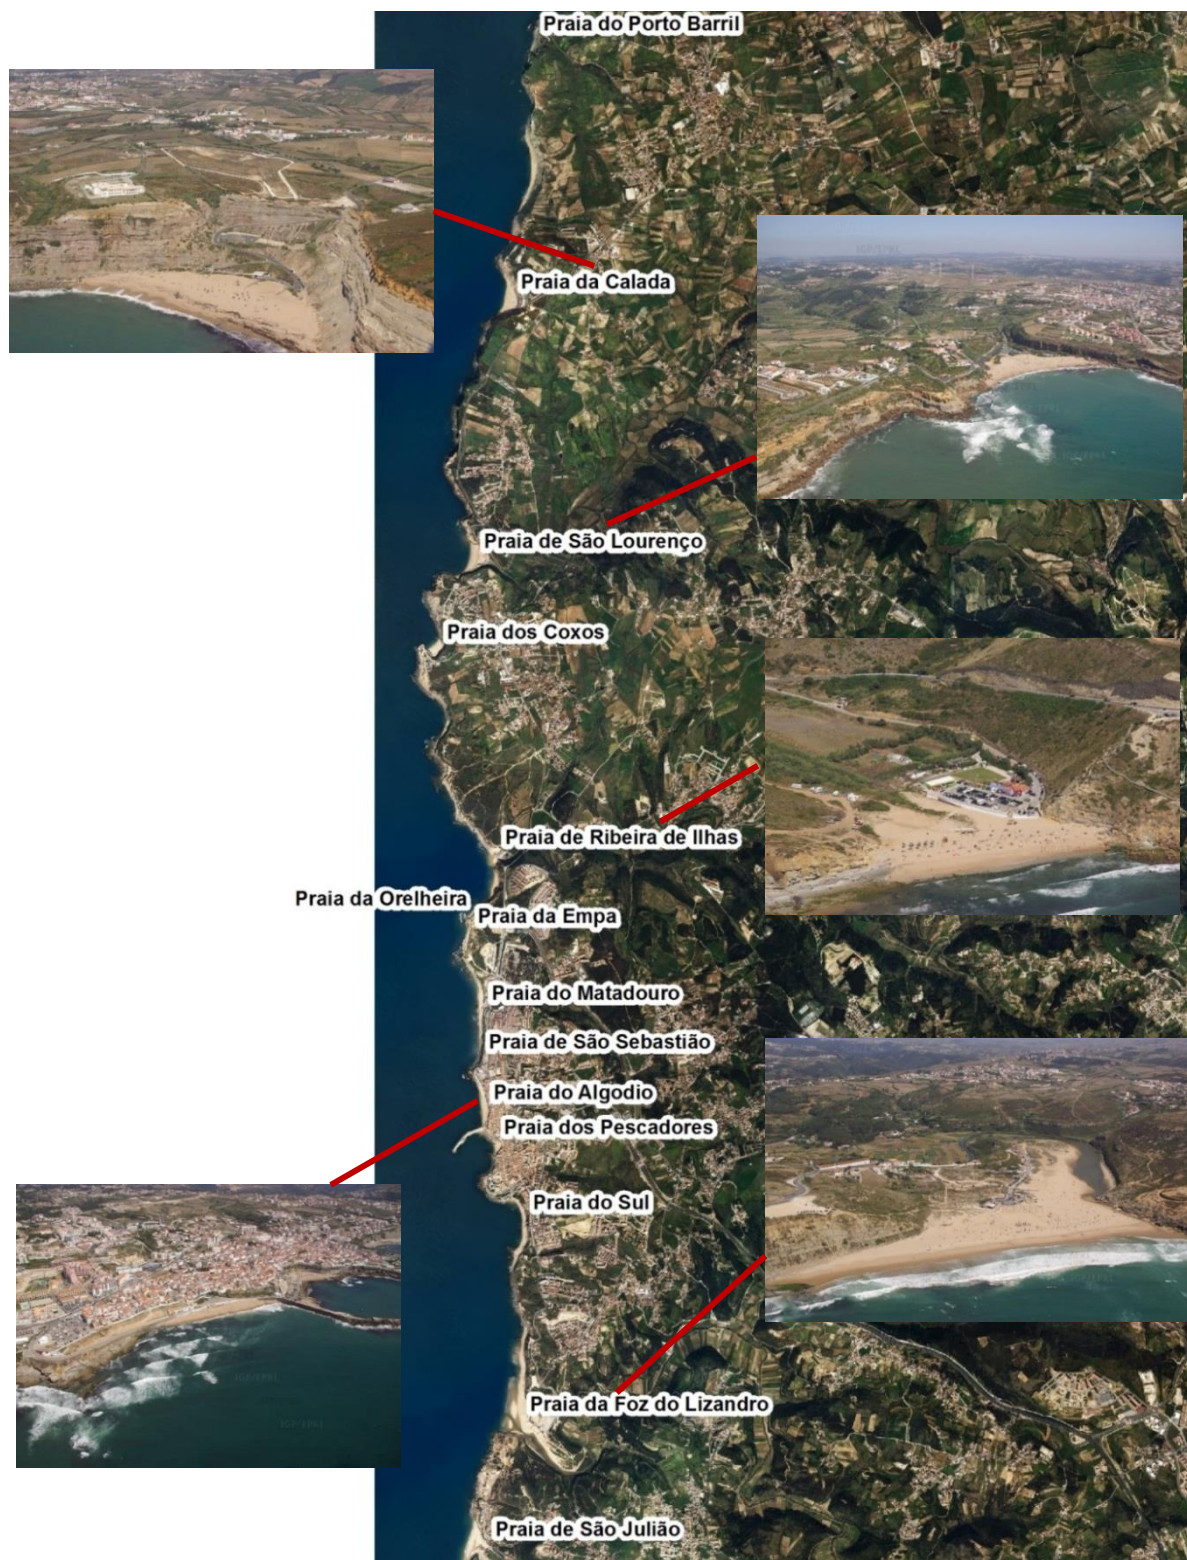 Praia do Porto Barril
Praia da Calada
Praia de São Lourenço
Praia dos Coxos
Praia de Ribeira de Ilhas
Praia da Orelheira
Praia da Empa
Praia do Matadouro
Praia de São Sebastião
Praia do Algodio
Praia dos Pescadores
Praia do Sul
Praia da Foz do Lizandro
Praia de São Julião